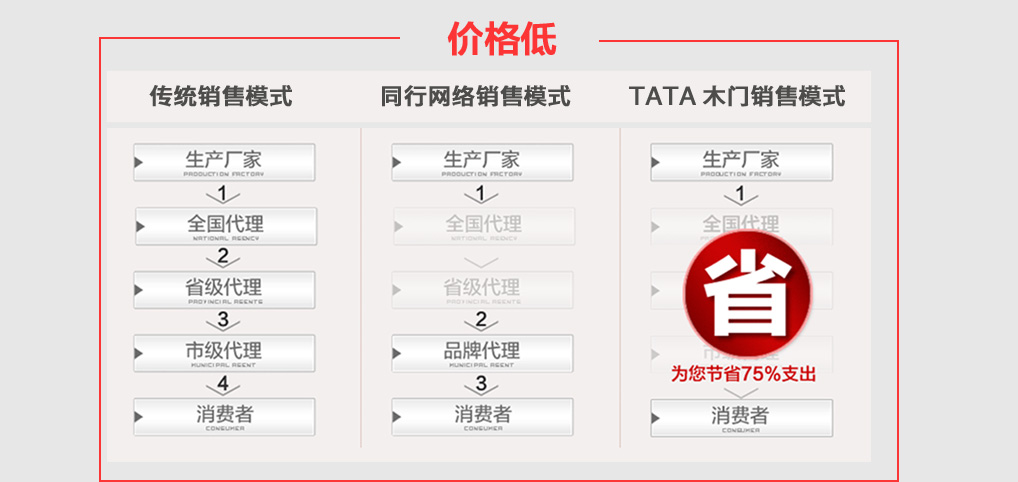 价格低
传统销售模式
同行网络销售模式
TATA 木门销售模式
生产厂家
PRODUCTION FACTORY
1
全国代理
NATIONAL AGENCY
2
省级代理
PROVINCIAL AGENTS
3
市级代理
MUNICIPAL AGENT
4
消费者
CONSUMER
生产厂家
PRODUCTION FACTORY
1
全国代理
NATIONAL AGENCY
省级代理
PROVINCIAL AGENTS
2
品牌代理
MUNICIPAL AGENT
3
消费者
CONSUMER
生产厂家
PRODUCTION FACTORY
1
全国代理
省
市级代理
为您节省75%支出
消费者
CONSUMER